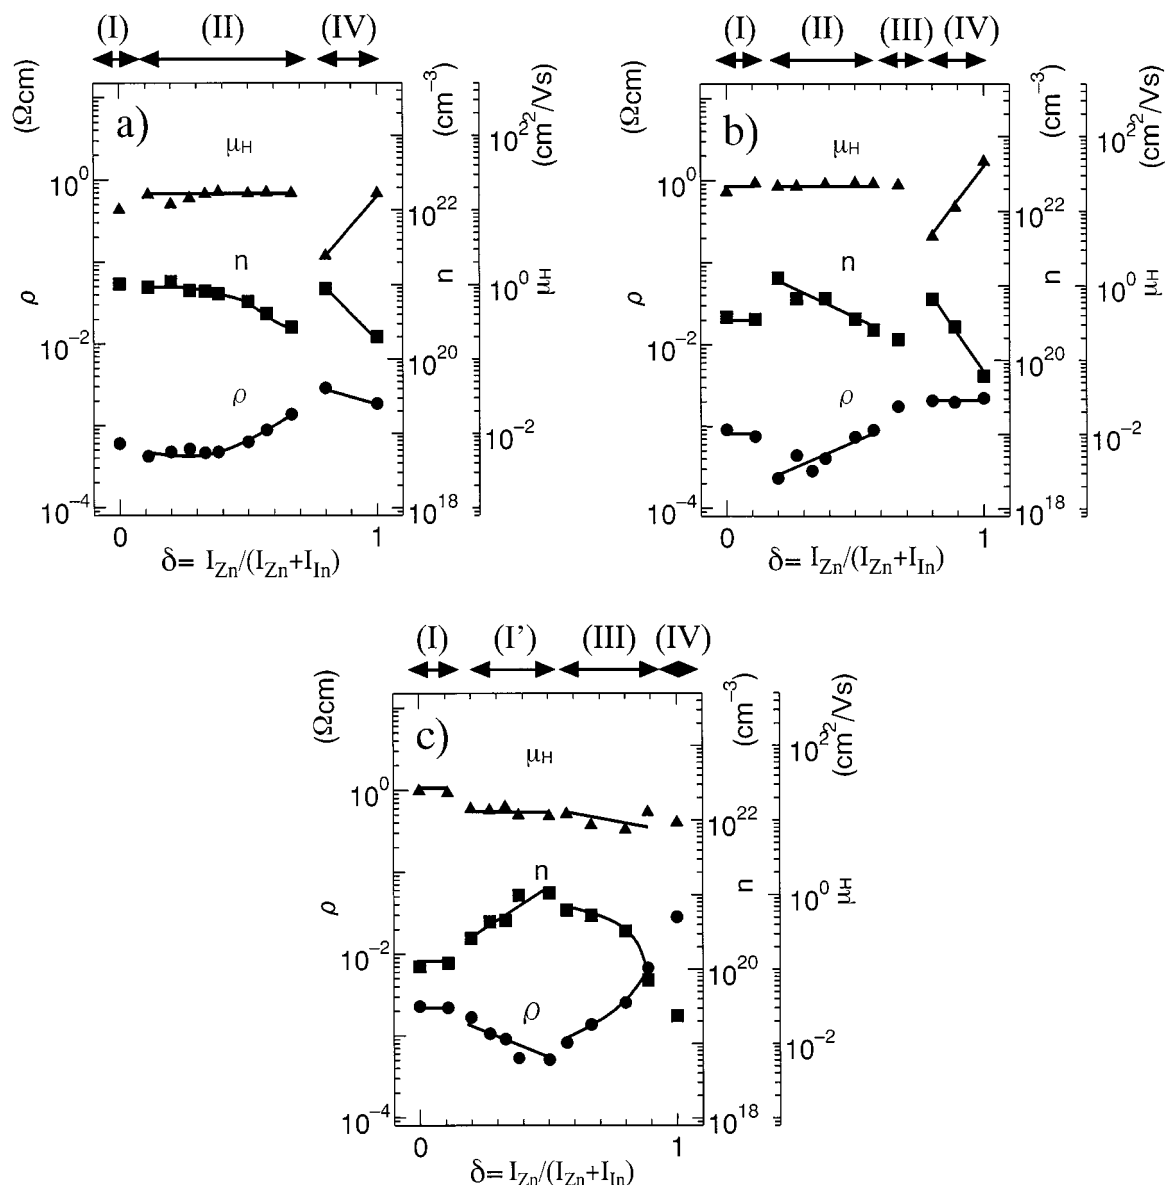 (I) (II) (IV)
a)
ρ (Ωcm)
n (cm⁻³)
μH (cm²/Vs)
10⁰
10⁻²
10⁻⁴
10²²
10²⁰
10¹⁸
10²
10⁰
10⁻²
μH
n
ρ
0 1
δ= I_Zn/(I_Zn+I_In)
(I) (II) (III) (IV)
b)
ρ (Ωcm)
n (cm⁻³)
μH (cm²/Vs)
10⁰
10⁻²
10⁻⁴
10²²
10²⁰
10¹⁸
10²
10⁰
10⁻²
μH
n
ρ
0 1
δ= I_Zn/(I_Zn+I_In)
(I) (I') (III) (IV)
c)
ρ (Ωcm)
n (cm⁻³)
μH (cm²/Vs)
10⁰
10⁻²
10⁻⁴
10²²
10²⁰
10¹⁸
10²
10⁰
10⁻²
μH
n
ρ
0 1
δ= I_Zn/(I_Zn+I_In)